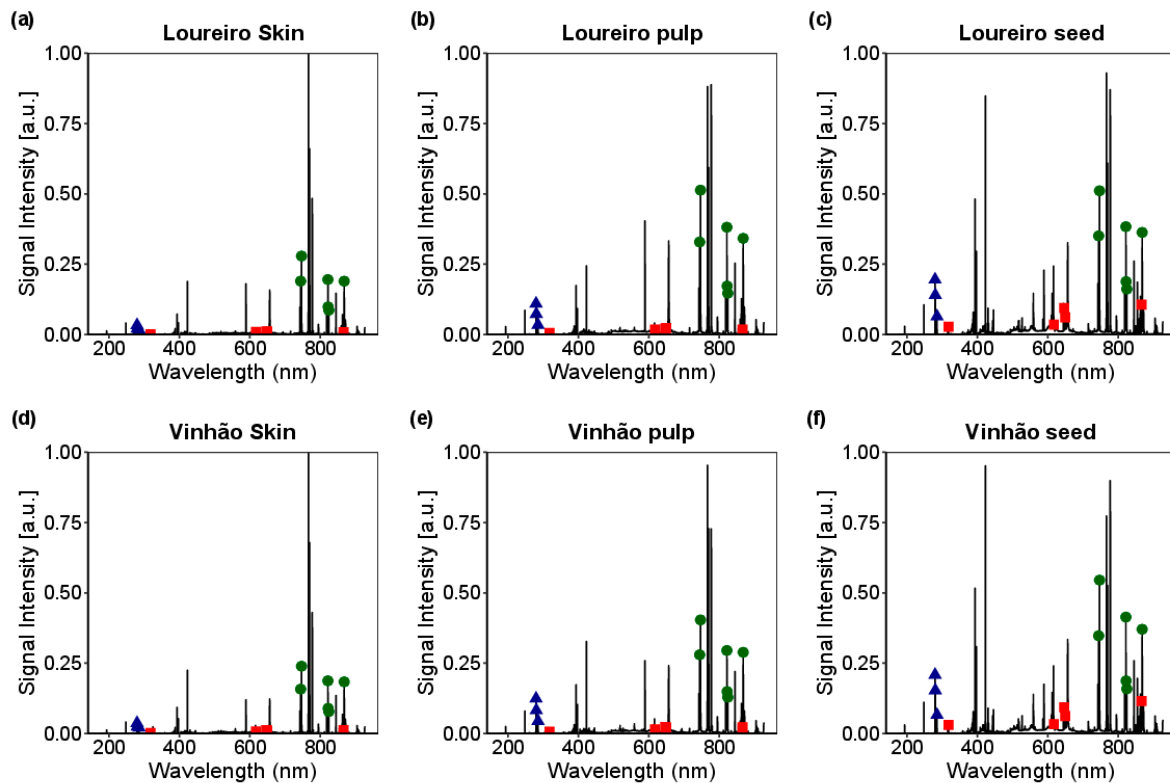 (a) (b) (c)
Loureiro Skin Loureiro pulp Loureiro seed
1.00 1.00 1.00
0.75 0.75 0.75
0.50 0.50 0.50
0.25 0.25 0.25
0.00 0.00 0.00
Signal Intensity [a.u.] Signal Intensity [a.u.] Signal Intensity [a.u.]
200 400 600 800 200 400 600 800 200 400 600 800
Wavelength (nm) Wavelength (nm) Wavelength (nm)
(d) (e) (f)
Vinhão Skin Vinhão pulp Vinhão seed
1.00 1.00 1.00
0.75 0.75 0.75
0.50 0.50 0.50
0.25 0.25 0.25
0.00 0.00 0.00
Signal Intensity [a.u.] Signal Intensity [a.u.] Signal Intensity [a.u.]
200 400 600 800 200 400 600 800 200 400 600 800
Wavelength (nm) Wavelength (nm) Wavelength (nm)